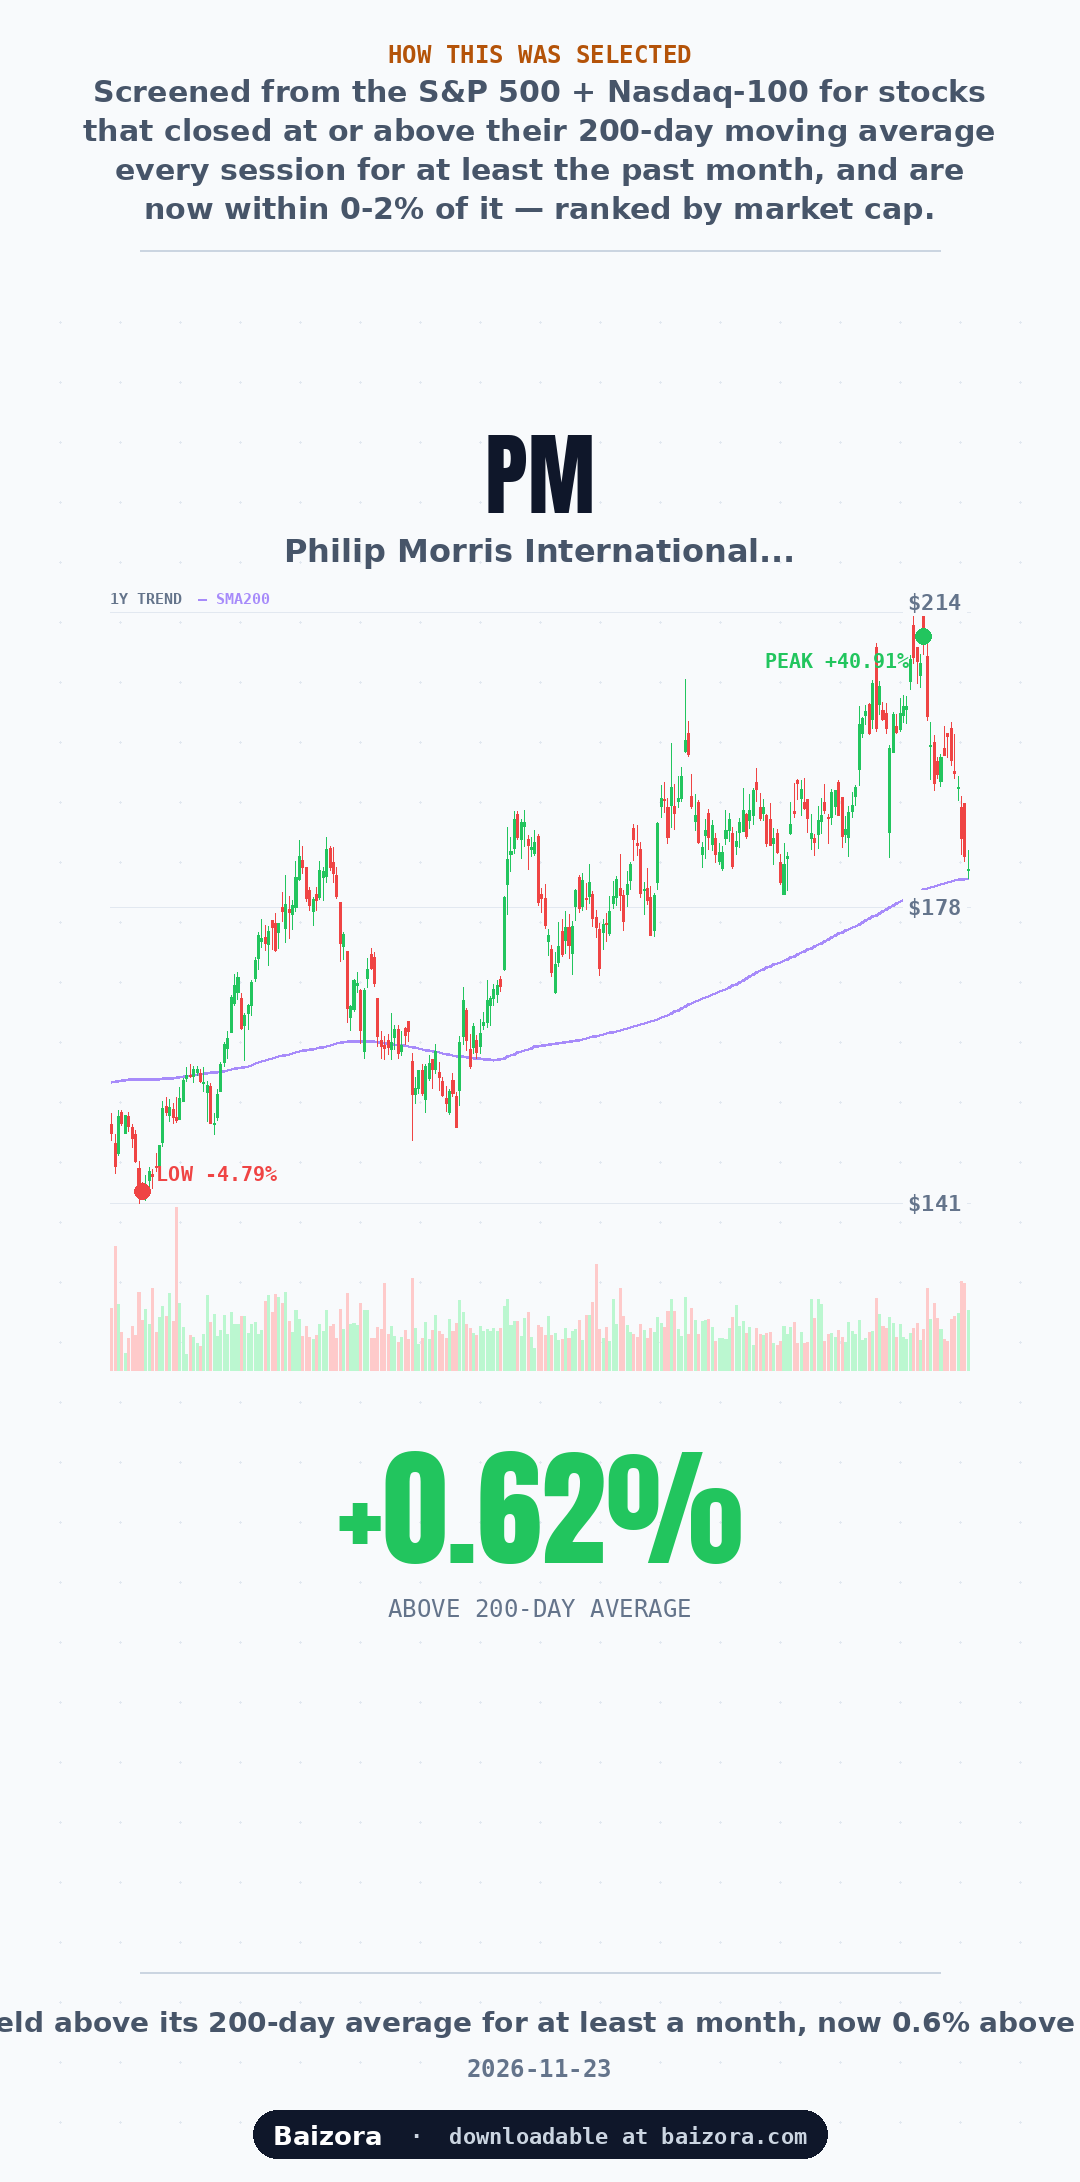 HOW THIS WAS SELECTED
Screened from the S&P 500 + Nasdaq-100 for stocks
that closed at or above their 200-day moving average
every session for at least the past month, and are
now within 0-2% of it — ranked by market cap.
PM
Philip Morris International...
1Y TREND — SMA200
$214
PEAK +40.91%
$178
LOW -4.79%
$141
+0.62%
ABOVE 200-DAY AVERAGE
eld above its 200-day average for at least a month, now 0.6% above
2026-11-23
Baizora · downloadable at baizora.com